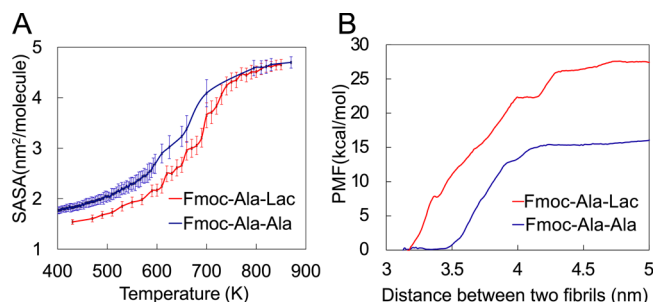 A
5
4
3
2
1
SASA(nm²/molecule)
Fmoc-Ala-Lac
Fmoc-Ala-Ala
400 500 600 700 800 900
Temperature (K)
B
30
25
20
15
10
5
0
PMF(kcal/mol)
Fmoc-Ala-Lac
Fmoc-Ala-Ala
3 3.5 4 4.5 5
Distance between two fibrils (nm)